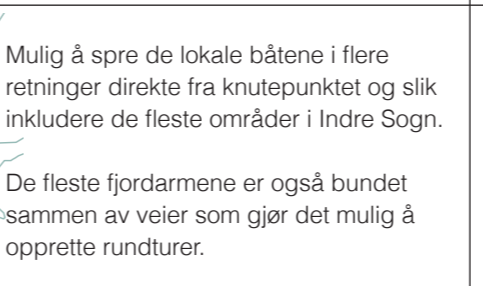 Mulig å spre de lokale båtene i flere
retninger direkte fra knutepunktet og slik
inkludere de fleste områder i Indre Sogn.
De fleste fjordarmene er også bundet
sammen av veier som gjør det mulig å
opprette rundturer.